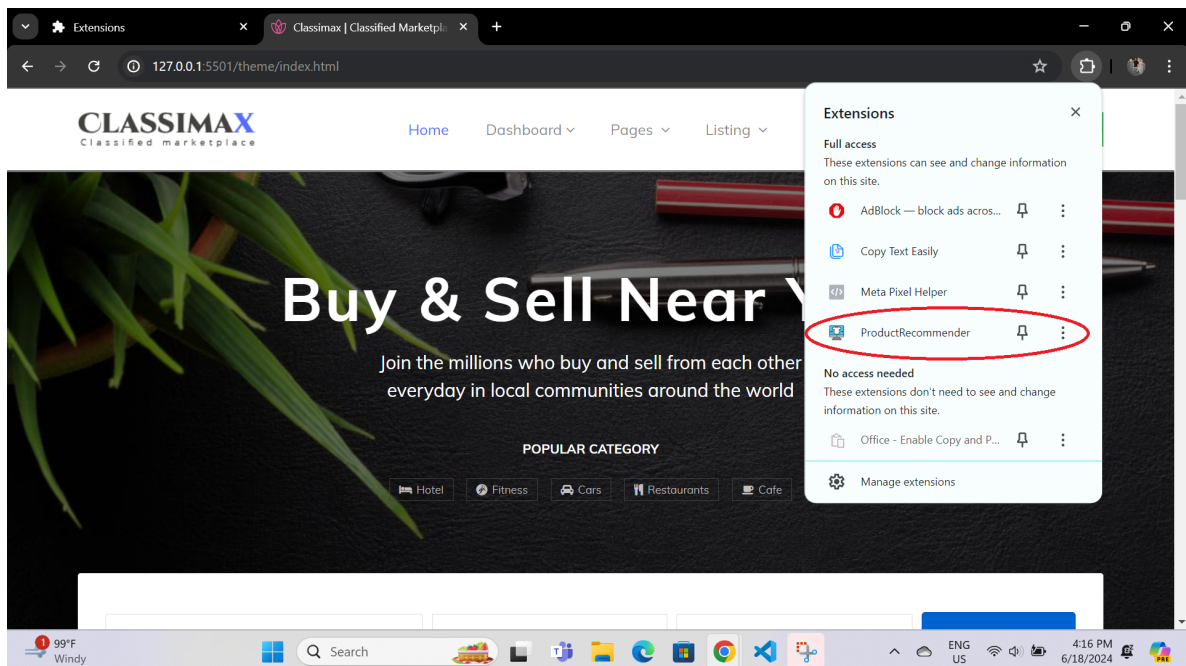 Extensions
Classimax | Classified Marketpla
127.0.0.1:5501/theme/index.html
CLASSIMAX
Classified marketplace
Home
Dashboard
Pages
Listing
Buy & Sell Near Y
Join the millions who buy and sell from each other
everyday in local communities around the world
POPULAR CATEGORY
Hotel
Fitness
Cars
Restaurants
Cafe
Extensions
Full access
These extensions can see and change information
on this site.
AdBlock — block ads acros...
Copy Text Easily
Meta Pixel Helper
ProductRecommender
No access needed
These extensions don't need to see and change
information on this site.
Office - Enable Copy and P...
Manage extensions
1
99°F
Windy
Search
ENG
US
4:16 PM
6/18/2024
PRE